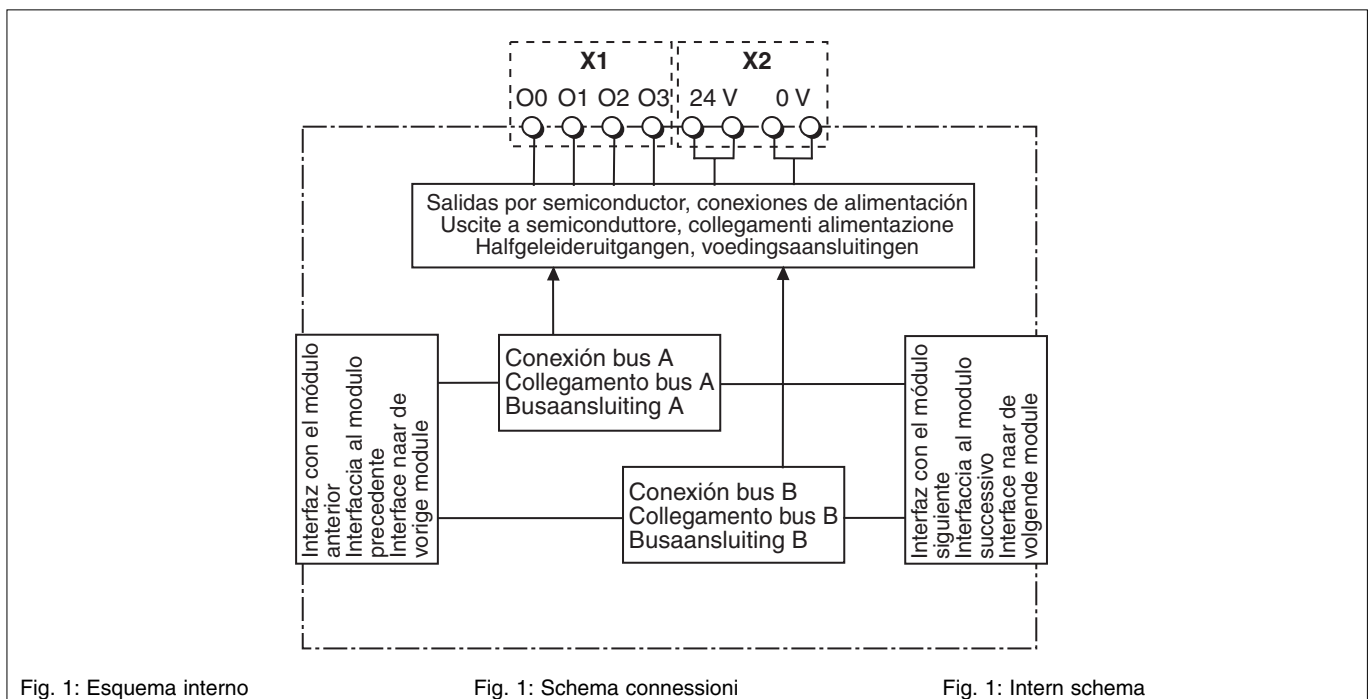 X1 X2
O0 O1 O2 O3 24 V 0 V
Salidas por semiconductor, conexiones de alimentación
Uscite a semiconduttore, collegamenti alimentazione
Halfgeleideruitgangen, voedingsaansluitingen
Interfaz con el módulo
anterior
Interfaccia al modulo
precedente
Interface naar de
vorige module
Conexión bus A
Collegamento bus A
Busaansluiting A
Conexión bus B
Collegamento bus B
Busaansluiting B
Interfaz con el módulo
siguiente
Interfaccia al modulo
successivo
Interface naar de
volgende module
Fig. 1: Esquema interno
Fig. 1: Schema connessioni
Fig. 1: Intern schema